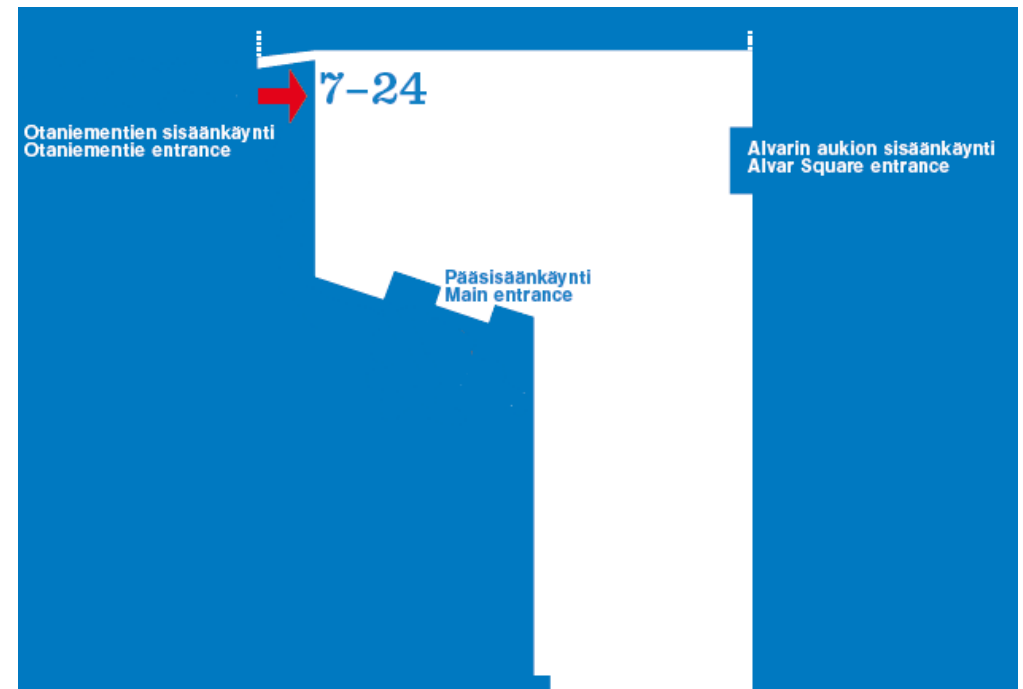 7–24
Otaniementien sisäänkäynti
Otaniementie entrance
Alvarin aukion sisäänkäynti
Alvar Square entrance
Pääsisäänkäynti
Main entrance